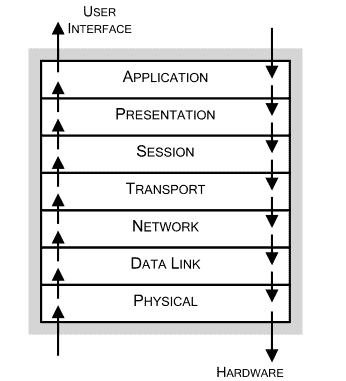 USER
INTERFACE
APPLICATION
PRESENTATION
SESSION
TRANSPORT
NETWORK
DATA LINK
PHYSICAL
HARDWARE